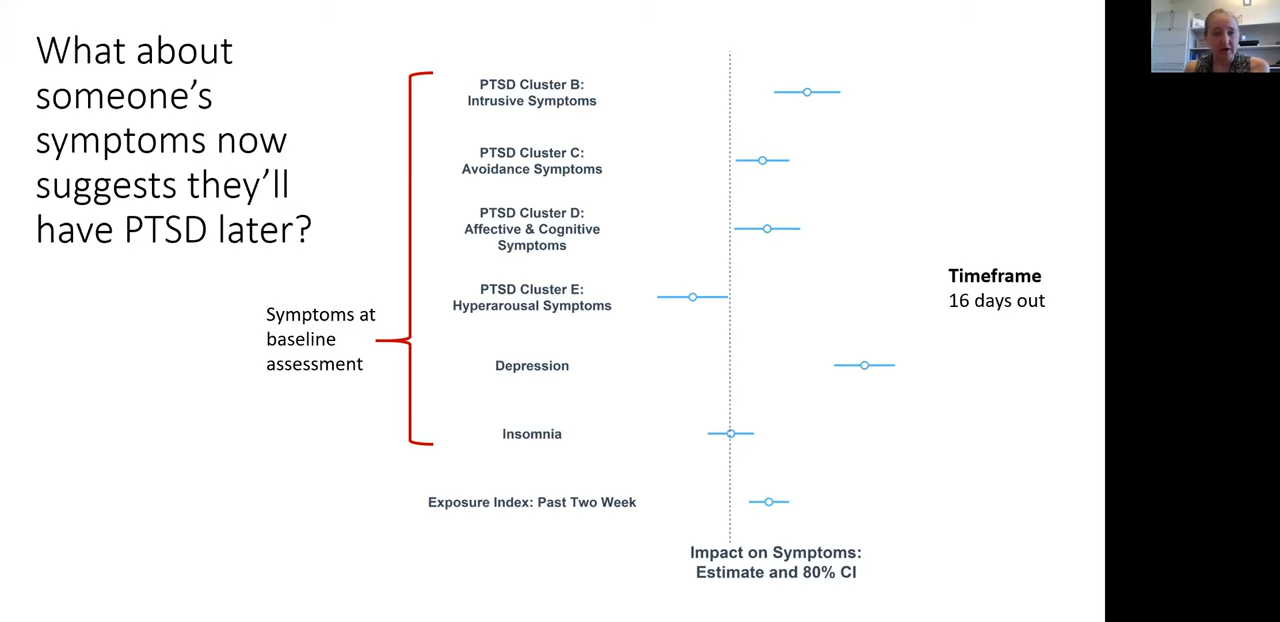 What about
someone's
symptoms now
suggests they'll
have PTSD later?
Symptoms at
baseline
assessment
PTSD Cluster B:
Intrusive Symptoms
PTSD Cluster C:
Avoidance Symptoms
PTSD Cluster D:
Affective & Cognitive
Symptoms
PTSD Cluster E:
Hyperarousal Symptoms
Depression
Insomnia
Exposure Index: Past Two Week
Impact on Symptoms:
Estimate and 80% CI
Timeframe
16 days out